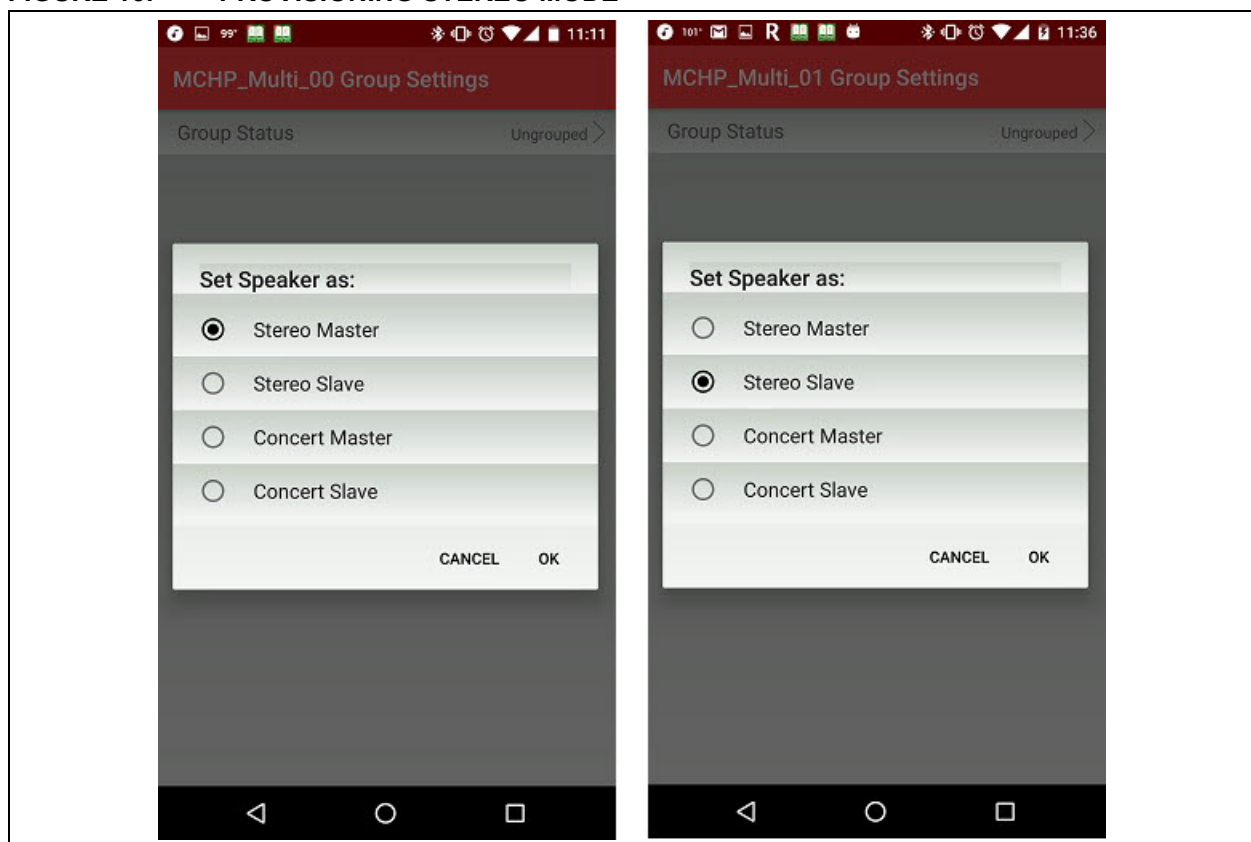 99°
11:11
MCHP_Multi_00 Group Settings
Group Status Ungrouped
Set Speaker as:
Stereo Master
Stereo Slave
Concert Master
Concert Slave
CANCEL OK
101° R 11:36
MCHP_Multi_01 Group Settings
Group Status Ungrouped
Set Speaker as:
Stereo Master
Stereo Slave
Concert Master
Concert Slave
CANCEL OK